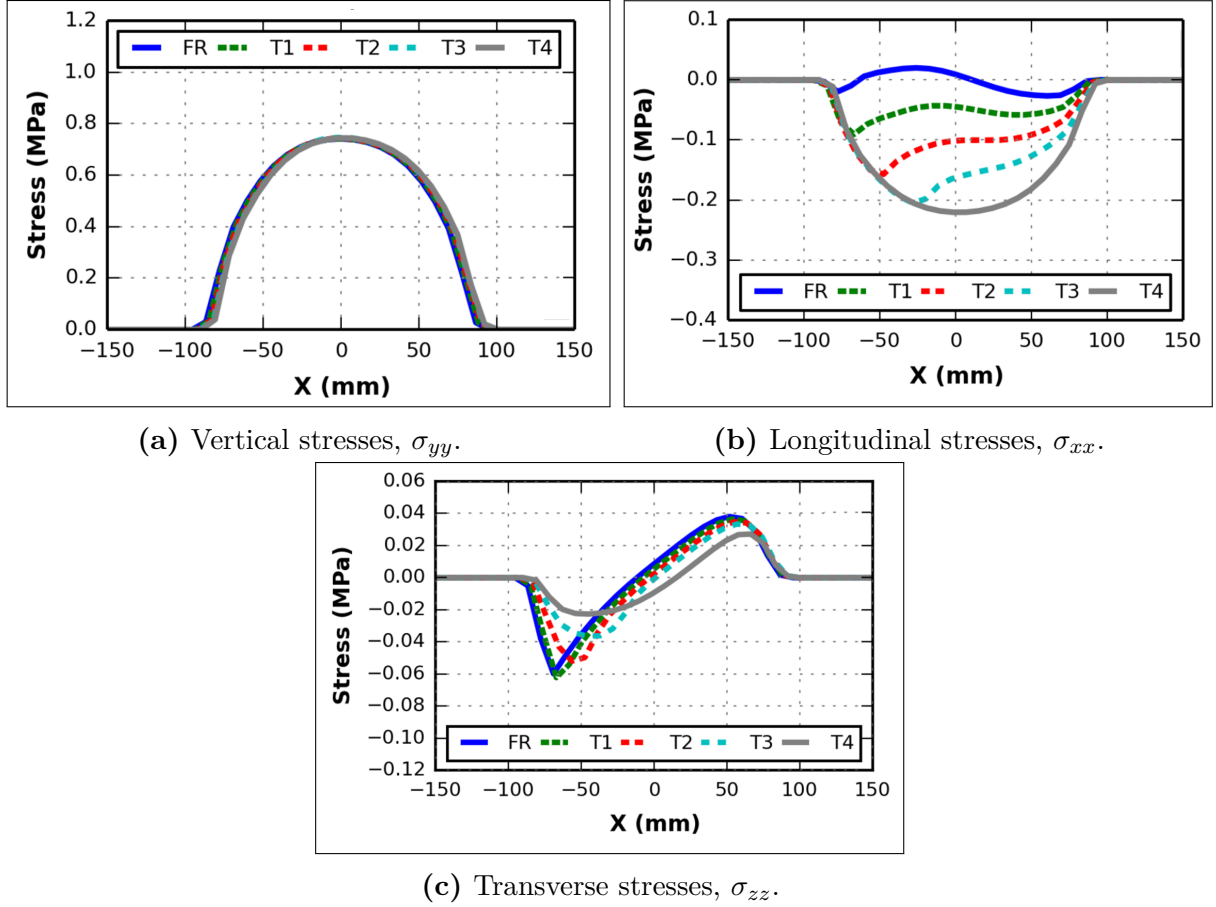 1.2
1.0
0.8
0.6
0.4
0.2
0.0
Stress (MPa)
FR T1 T2 T3 T4
−150 −100 −50 0 50 100 150
X (mm)
(a) Vertical stresses, σyy.
0.1
0.0
−0.1
−0.2
−0.3
−0.4
Stress (MPa)
FR T1 T2 T3 T4
−150 −100 −50 0 50 100 150
X (mm)
(b) Longitudinal stresses, σxx.
0.06
0.04
0.02
0.00
−0.02
−0.04
−0.06
−0.08
−0.10
−0.12
Stress (MPa)
FR T1 T2 T3 T4
−150 −100 −50 0 50 100 150
X (mm)
(c) Transverse stresses, σzz.